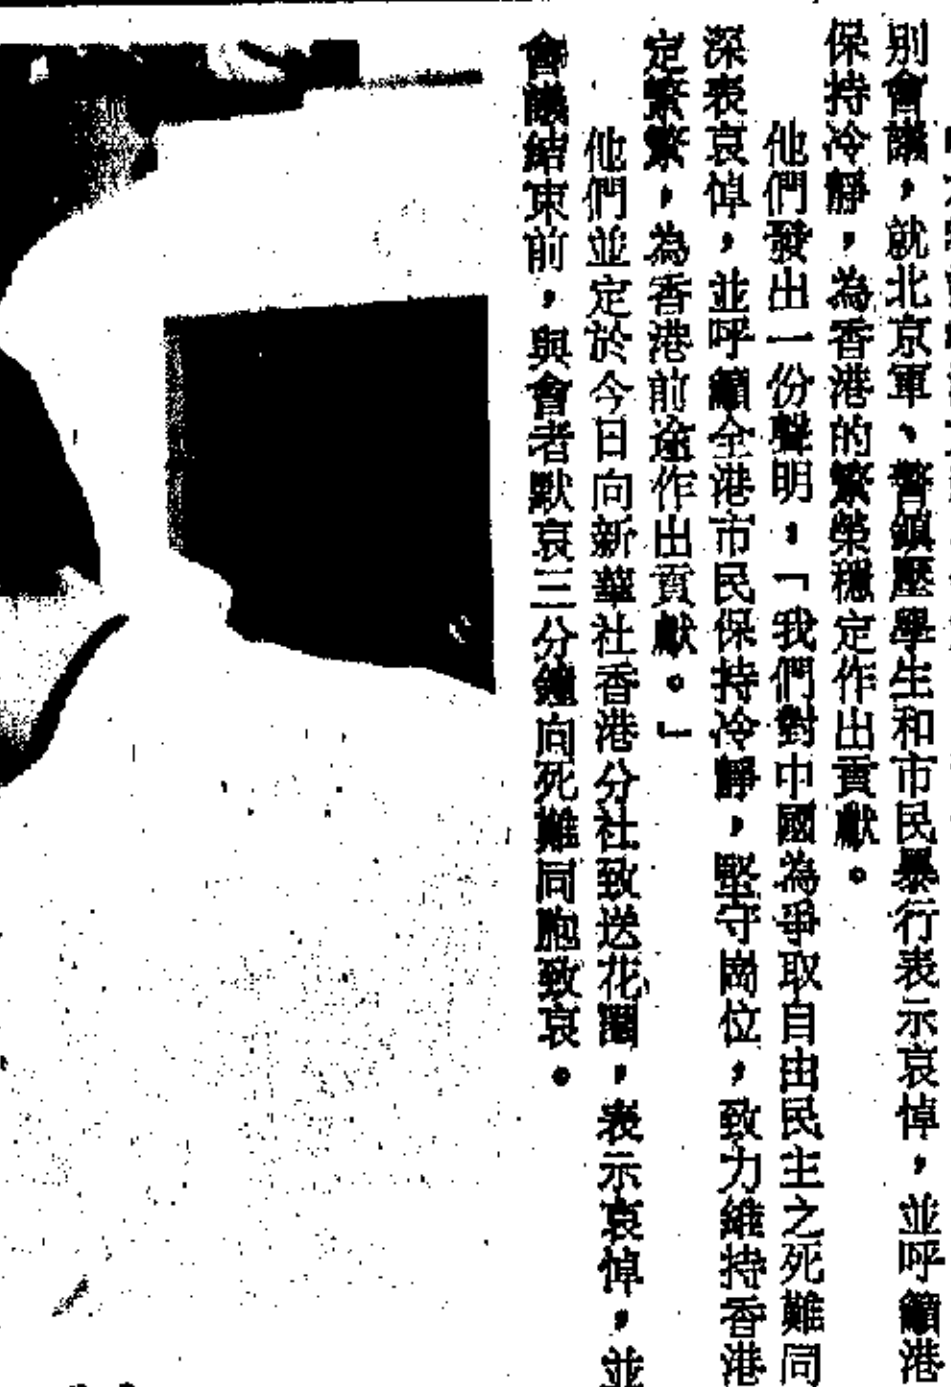 別會議，就北京軍、警鎮壓學生和市民暴行表示哀悼，並呼籲港
保持冷靜，為香港的繁榮穩定作出貢獻。
他們發出一份聲明：「我們對中國為爭取自由民主之死難同
深表哀悼，並呼籲全港市民保持冷靜，堅守崗位，致力維持香港
定繁榮，為香港前途作出貢獻。」
他們並定於今日向新華社香港分社致送花圈，表示哀悼，並
會議結束前，與會者默哀三分鐘向死難同胞致哀。